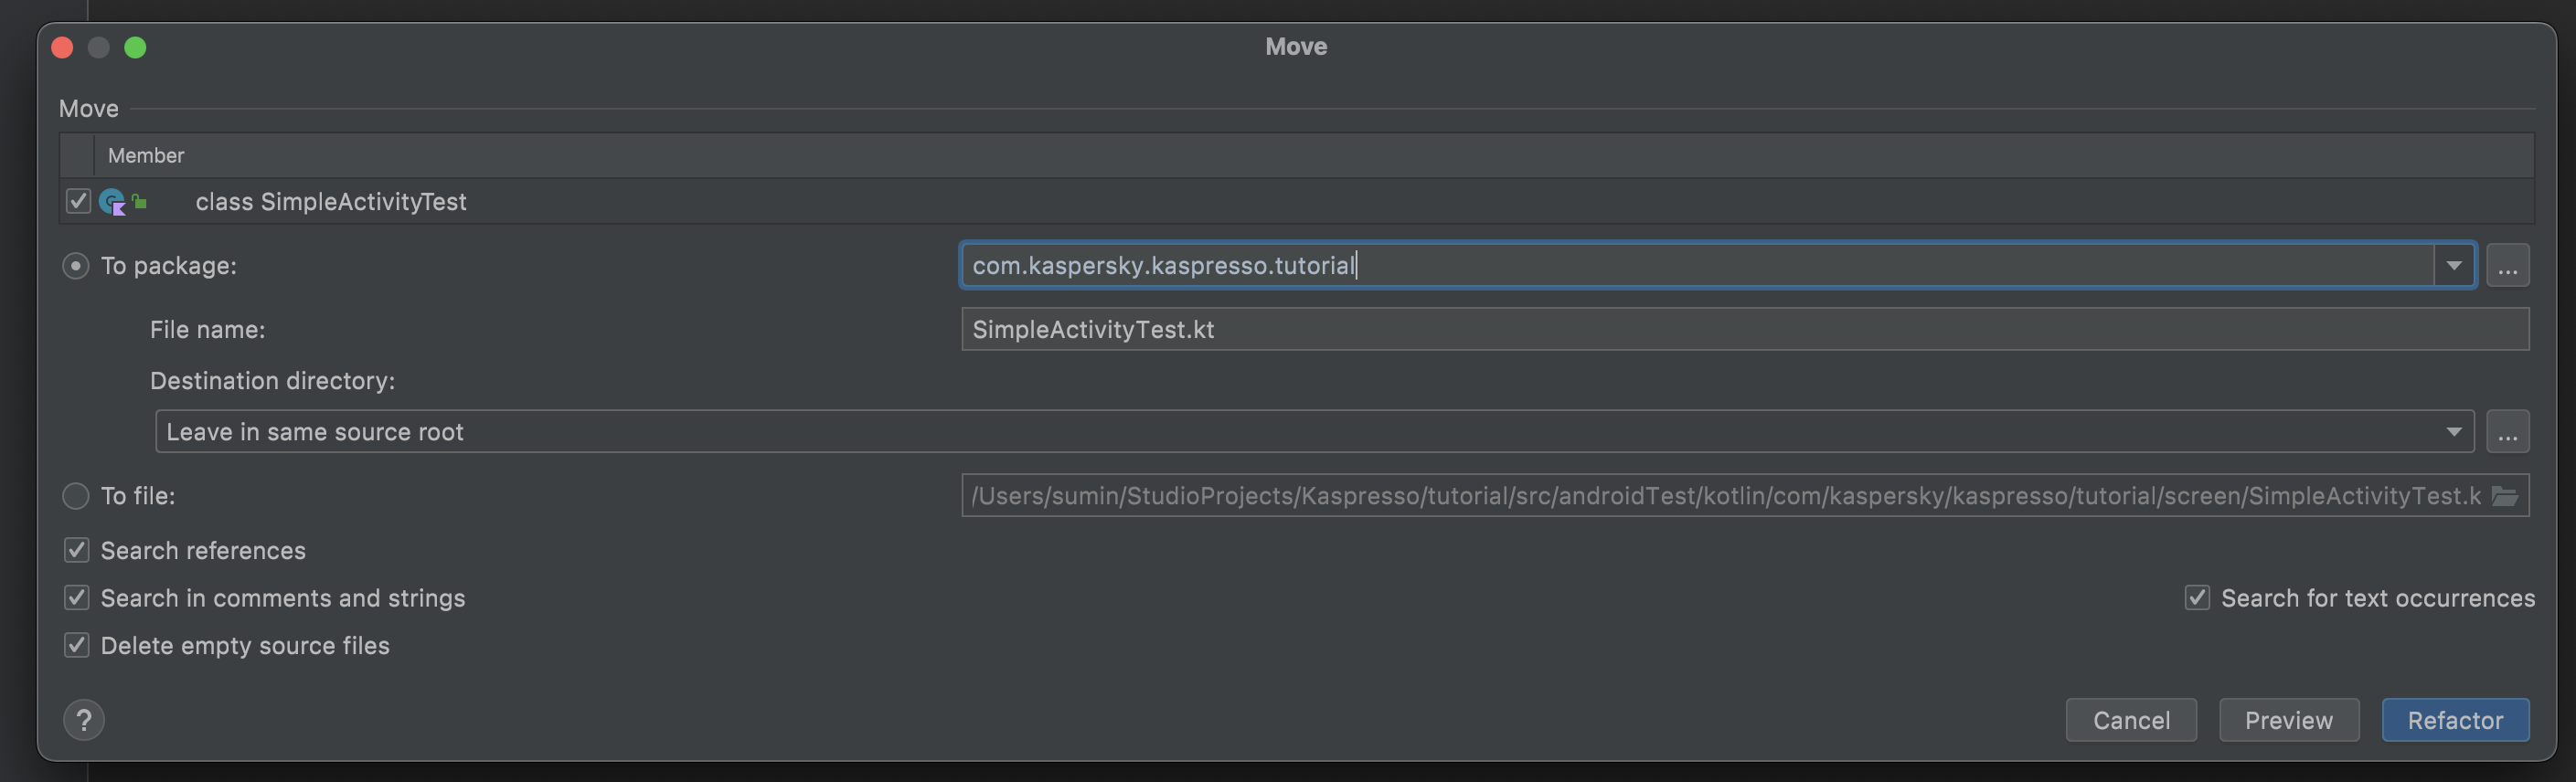 Move
Move
Member
class SimpleActivityTest
To package: com.kaspersky.kaspresso.tutorial ...
File name: SimpleActivityTest.kt
Destination directory:
Leave in same source root ...
To file: /Users/sumin/StudioProjects/Kaspresso/tutorial/src/androidTest/kotlin/com/kaspersky/kaspresso/tutorial/screen/SimpleActivityTest.k
Search references
Search in comments and strings Search for text occurrences
Delete empty source files
? Cancel Preview Refactor